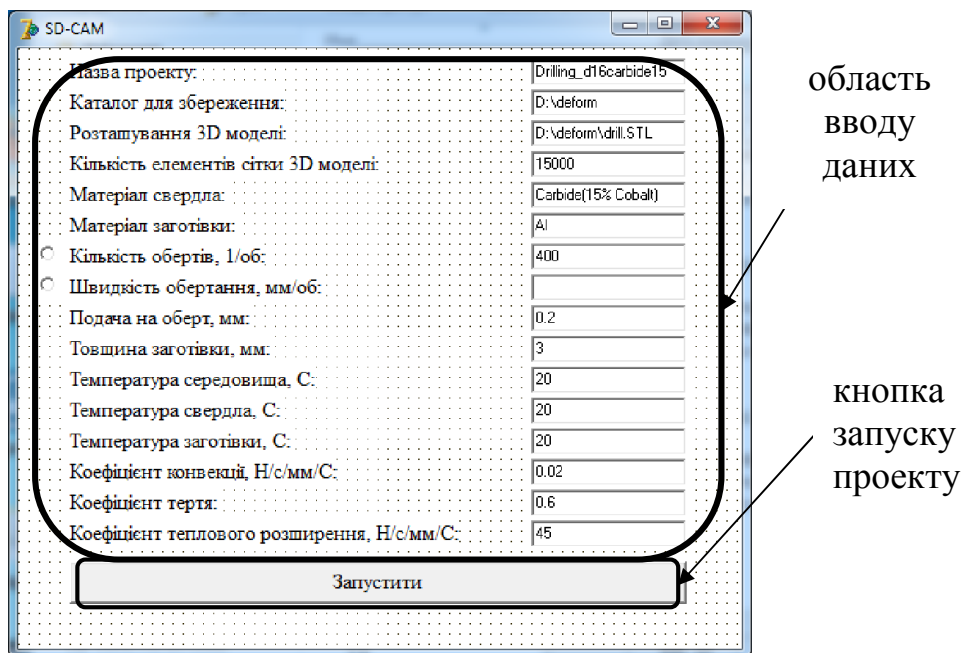 SD-CAM
Назва проекту: Drilling_d16carbide15
Каталог для збереження: D:\deform
Розташування 3D моделі: D:\deform\drill.STL
Кількість елементів сітки 3D моделі: 15000
Матеріал свердла: Carbide(15% Cobalt)
Матеріал заготівки: Al
Кількість обертів, 1/об: 400
Швидкість обертання, мм/об:
Подача на оберт, мм: 0.2
Товщина заготівки, мм: 3
Температура середовища, С: 20
Температура свердла, С: 20
Температура заготівки, С: 20
Коефіцієнт конвекції, Н/с/мм/С: 0.02
Коефіцієнт тертя: 0.6
Коефіцієнт теплового розширення, Н/с/мм/С: 45
Запустити
область
вводу
даних
кнопка
запуску
проекту